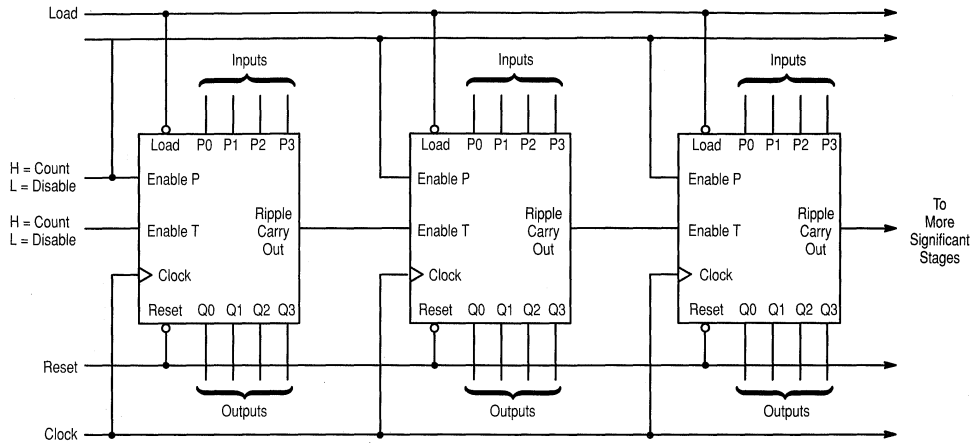 Load
Inputs
Inputs
Inputs
Load P0 P1 P2 P3
Load P0 P1 P2 P3
Load P0 P1 P2 P3
H = Count
L = Disable
Enable P
Enable P
Enable P
H = Count
L = Disable
Enable T
Ripple
Carry
Out
Enable T
Ripple
Carry
Out
Enable T
Ripple
Carry
Out
To
More
Significant
Stages
Clock
Clock
Clock
Reset Q0 Q1 Q2 Q3
Reset Q0 Q1 Q2 Q3
Reset Q0 Q1 Q2 Q3
Reset
Outputs
Outputs
Outputs
Clock